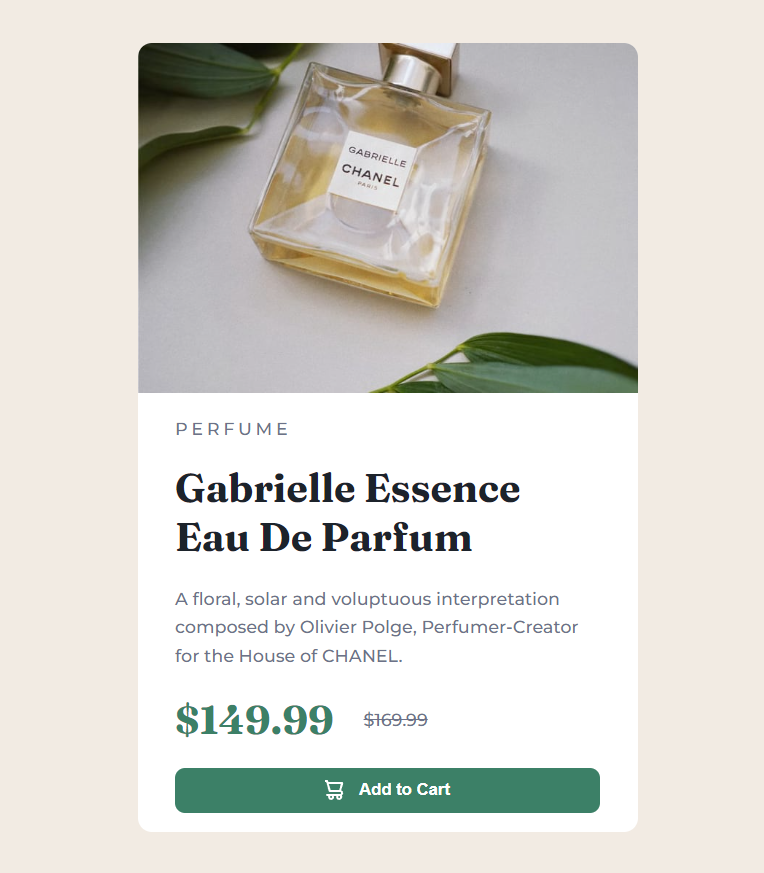 GABRIELLE
CHANEL
PARIS
PERFUME
Gabrielle Essence
Eau De Parfum
A floral, solar and voluptuous interpretation
composed by Olivier Polge, Perfumer-Creator
for the House of CHANEL.
$149.99 $169.99
Add to Cart